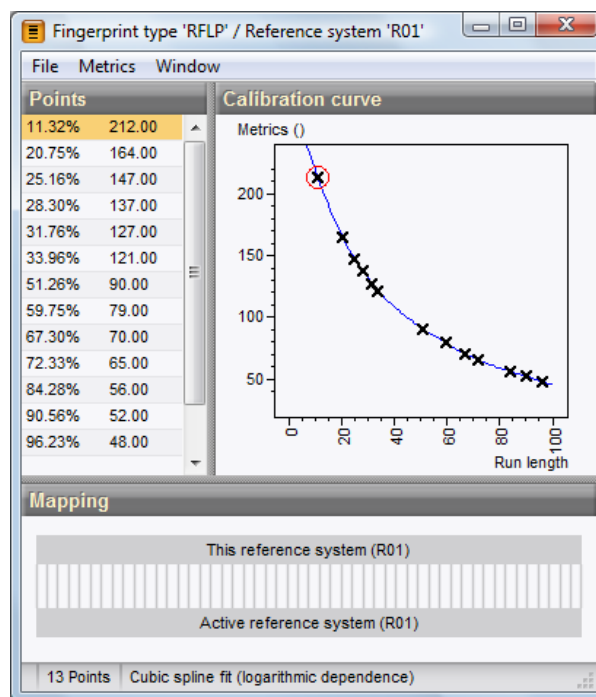 Fingerprint type 'RFLP' / Reference system 'R01'
File Metrics Window
Points
11.32% 212.00
20.75% 164.00
25.16% 147.00
28.30% 137.00
31.76% 127.00
33.96% 121.00
51.26% 90.00
59.75% 79.00
67.30% 70.00
72.33% 65.00
84.28% 56.00
90.56% 52.00
96.23% 48.00
Calibration curve
Metrics ()
200
150
100
50
0 20 40 60 80 100
Run length
Mapping
This reference system (R01)
Active reference system (R01)
13 Points Cubic spline fit (logarithmic dependence)